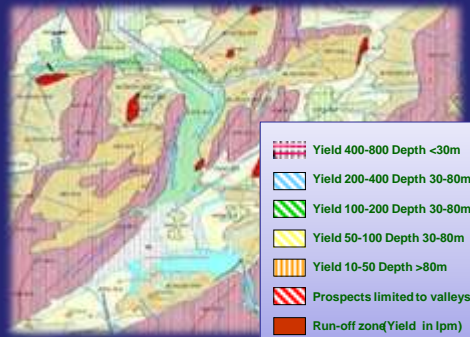 Yield 400-800 Depth <30m
Yield 200-400 Depth 30-80m
Yield 100-200 Depth 30-80m
Yield 50-100 Depth 30-80m
Yield 10-50 Depth >80m
Prospects limited to valleys
Run-off zone(Yield in lpm)